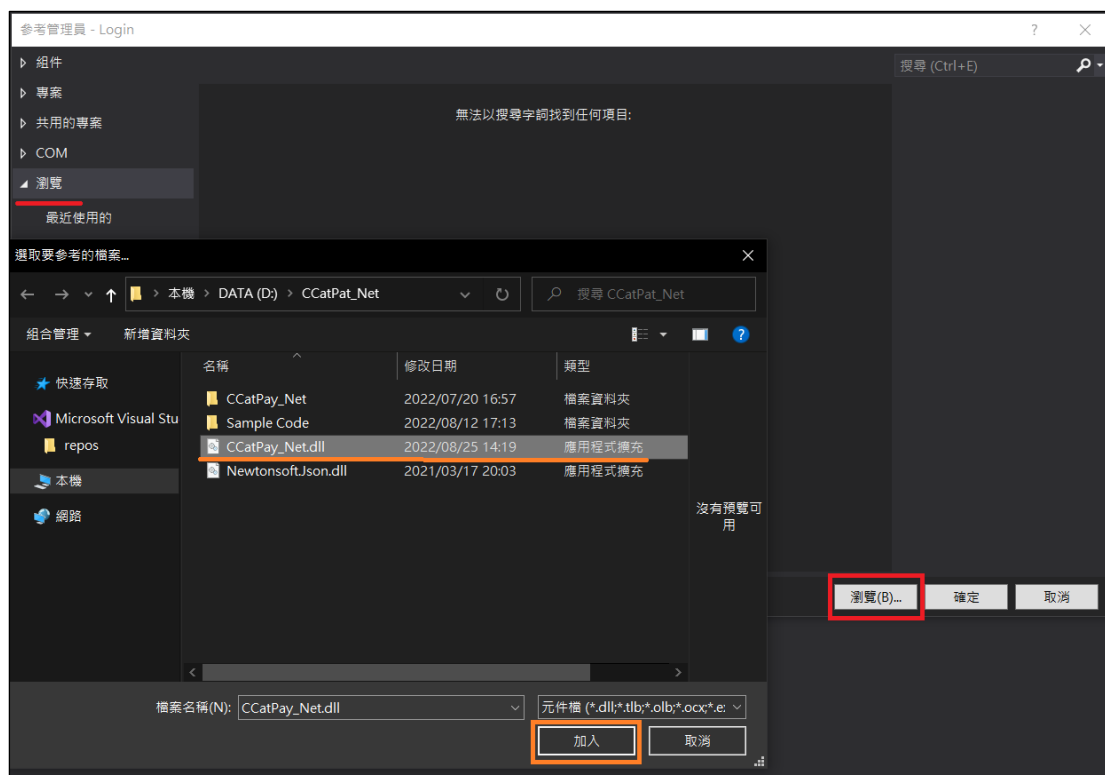 參考管理員 - Login
?
組件
搜尋 (Ctrl+E)
專案
無法以搜尋字詞找到任何項目:
共用的專案
COM
瀏覽
最近使用的
選取要參考的檔案...
本機 > DATA (D:) > CCatPat_Net
搜尋 CCatPat_Net
組合管理
新增資料夾
?
名稱 修改日期 類型
快速存取
Microsoft Visual Stu
repos
本機
網路
CCatPay_Net 2022/07/20 16:57 檔案資料夾
Sample Code 2022/08/12 17:13 檔案資料夾
CCatPay_Net.dll 2022/08/25 14:19 應用程式擴充
NewtonsoftJson.dll 2021/03/17 20:03 應用程式擴充
沒有預覽可
用
瀏覽(B)... 確定 取消
檔案名稱(N): CCatPay_Net.dll
元件檔 (*.dll;*.tlb;*.olb;*.ocx;*.e:
加入 取消